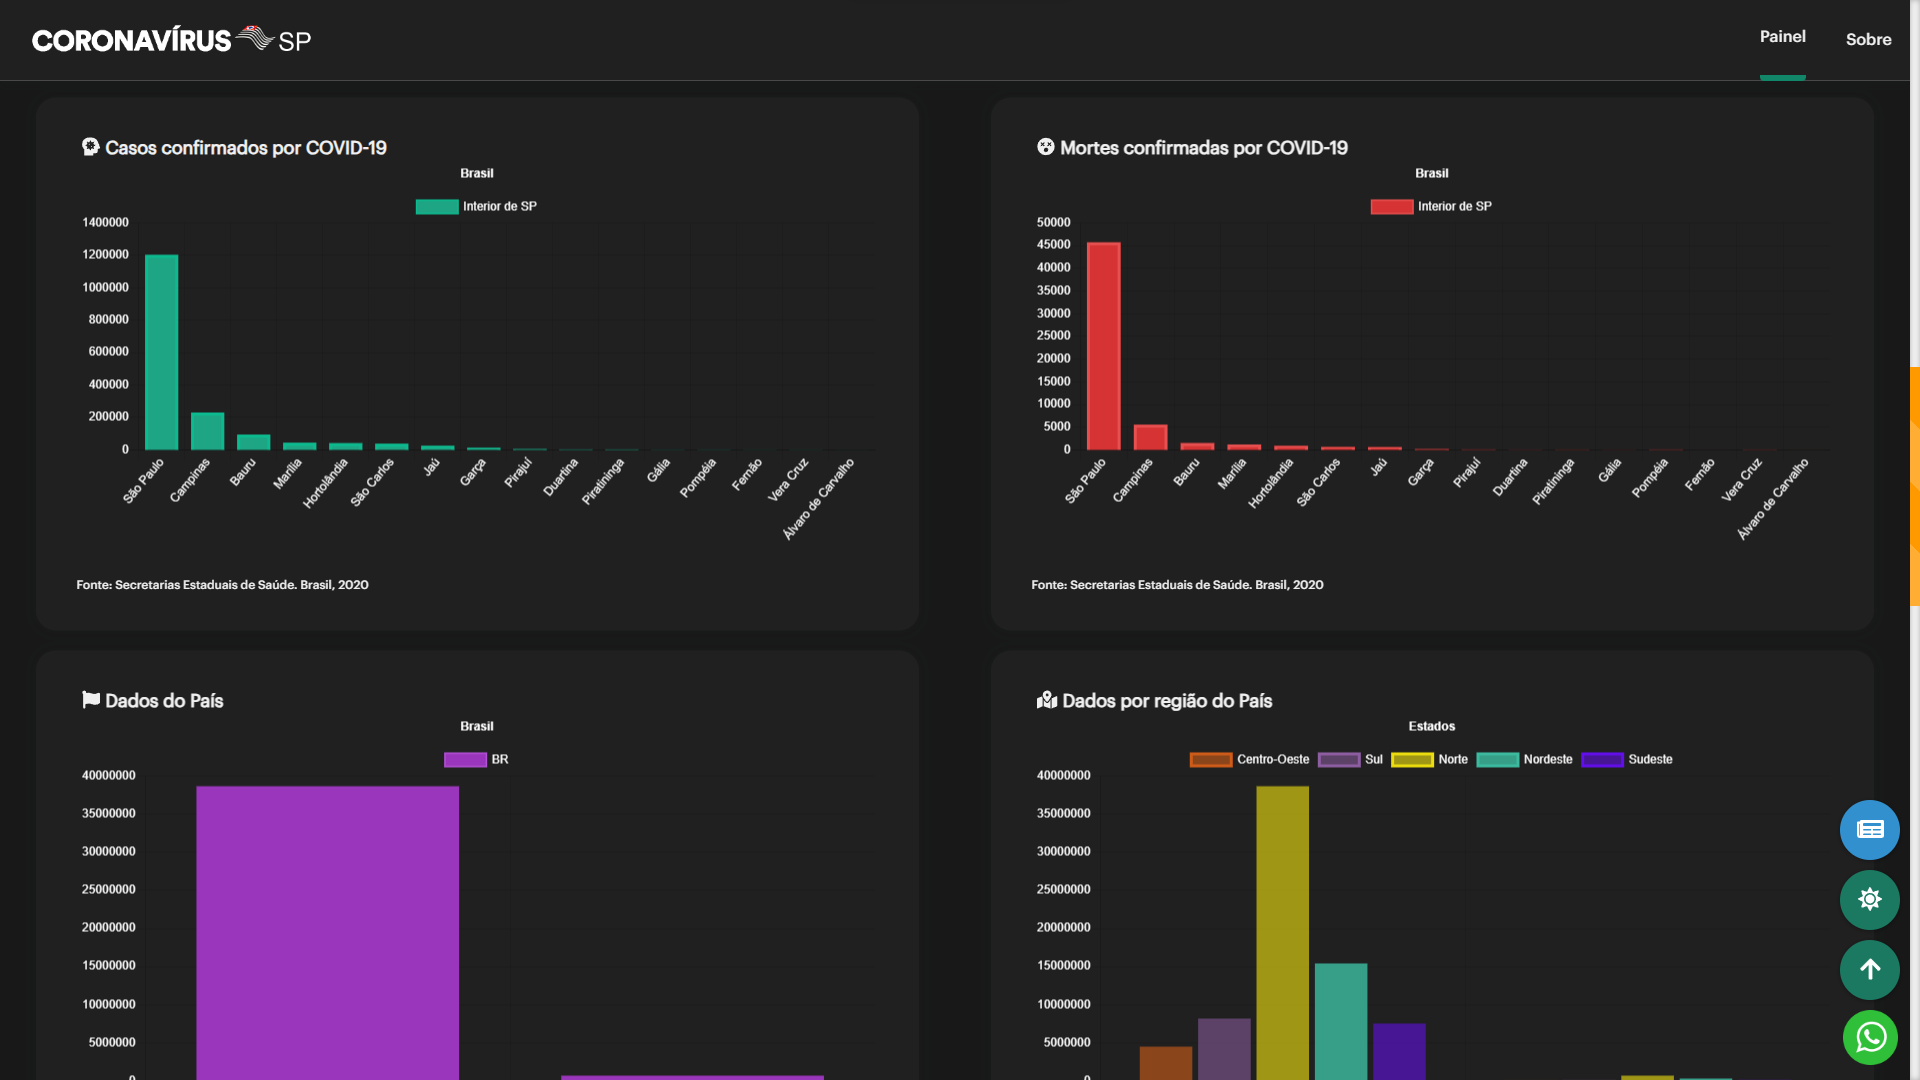 CORONAVÍRUS SP
Painel
Sobre
Casos confirmados por COVID-19
Brasil
Interior de SP
1400000
1200000
1000000
800000
600000
400000
200000
0
São Paulo
Campinas
Bauru
Marília
Hortolândia
São Carlos
Jaú
Garça
Pirajuí
Duartina
Piratininga
Gália
Pompéia
Fernão
Vera Cruz
Álvaro de Carvalho
Fonte: Secretarias Estaduais de Saúde. Brasil, 2020
Mortes confirmadas por COVID-19
Brasil
Interior de SP
50000
45000
40000
35000
30000
25000
20000
15000
10000
5000
0
São Paulo
Campinas
Bauru
Marília
Hortolândia
São Carlos
Jaú
Garça
Pirajuí
Duartina
Piratininga
Gália
Pompéia
Fernão
Vera Cruz
Álvaro de Carvalho
Fonte: Secretarias Estaduais de Saúde. Brasil, 2020
Dados do País
Brasil
BR
40000000
35000000
30000000
25000000
20000000
15000000
10000000
5000000
0
Dados por região do País
Estados
Centro-Oeste Sul Norte Nordeste Sudeste
40000000
35000000
30000000
25000000
20000000
15000000
10000000
5000000
0